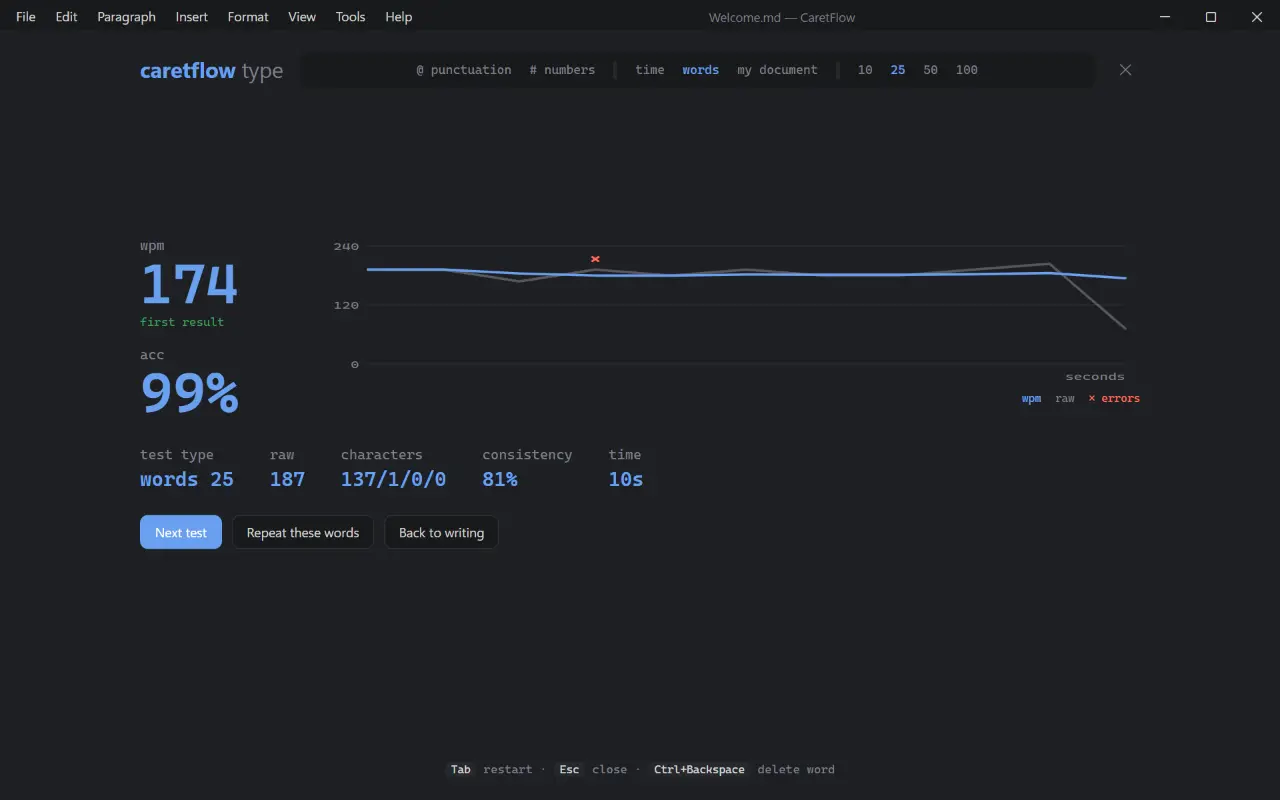 File Edit Paragraph Insert Format View Tools Help Welcome.md — CaretFlow
caretflow type @ punctuation # numbers time words my document 10 25 50 100
wpm
174
first result
acc
99%
240
120
0
seconds
wpm raw × errors
test type raw characters consistency time
words 25 187 137/1/0/0 81% 10s
Next test Repeat these words Back to writing
Tab restart · Esc close · Ctrl+Backspace delete word